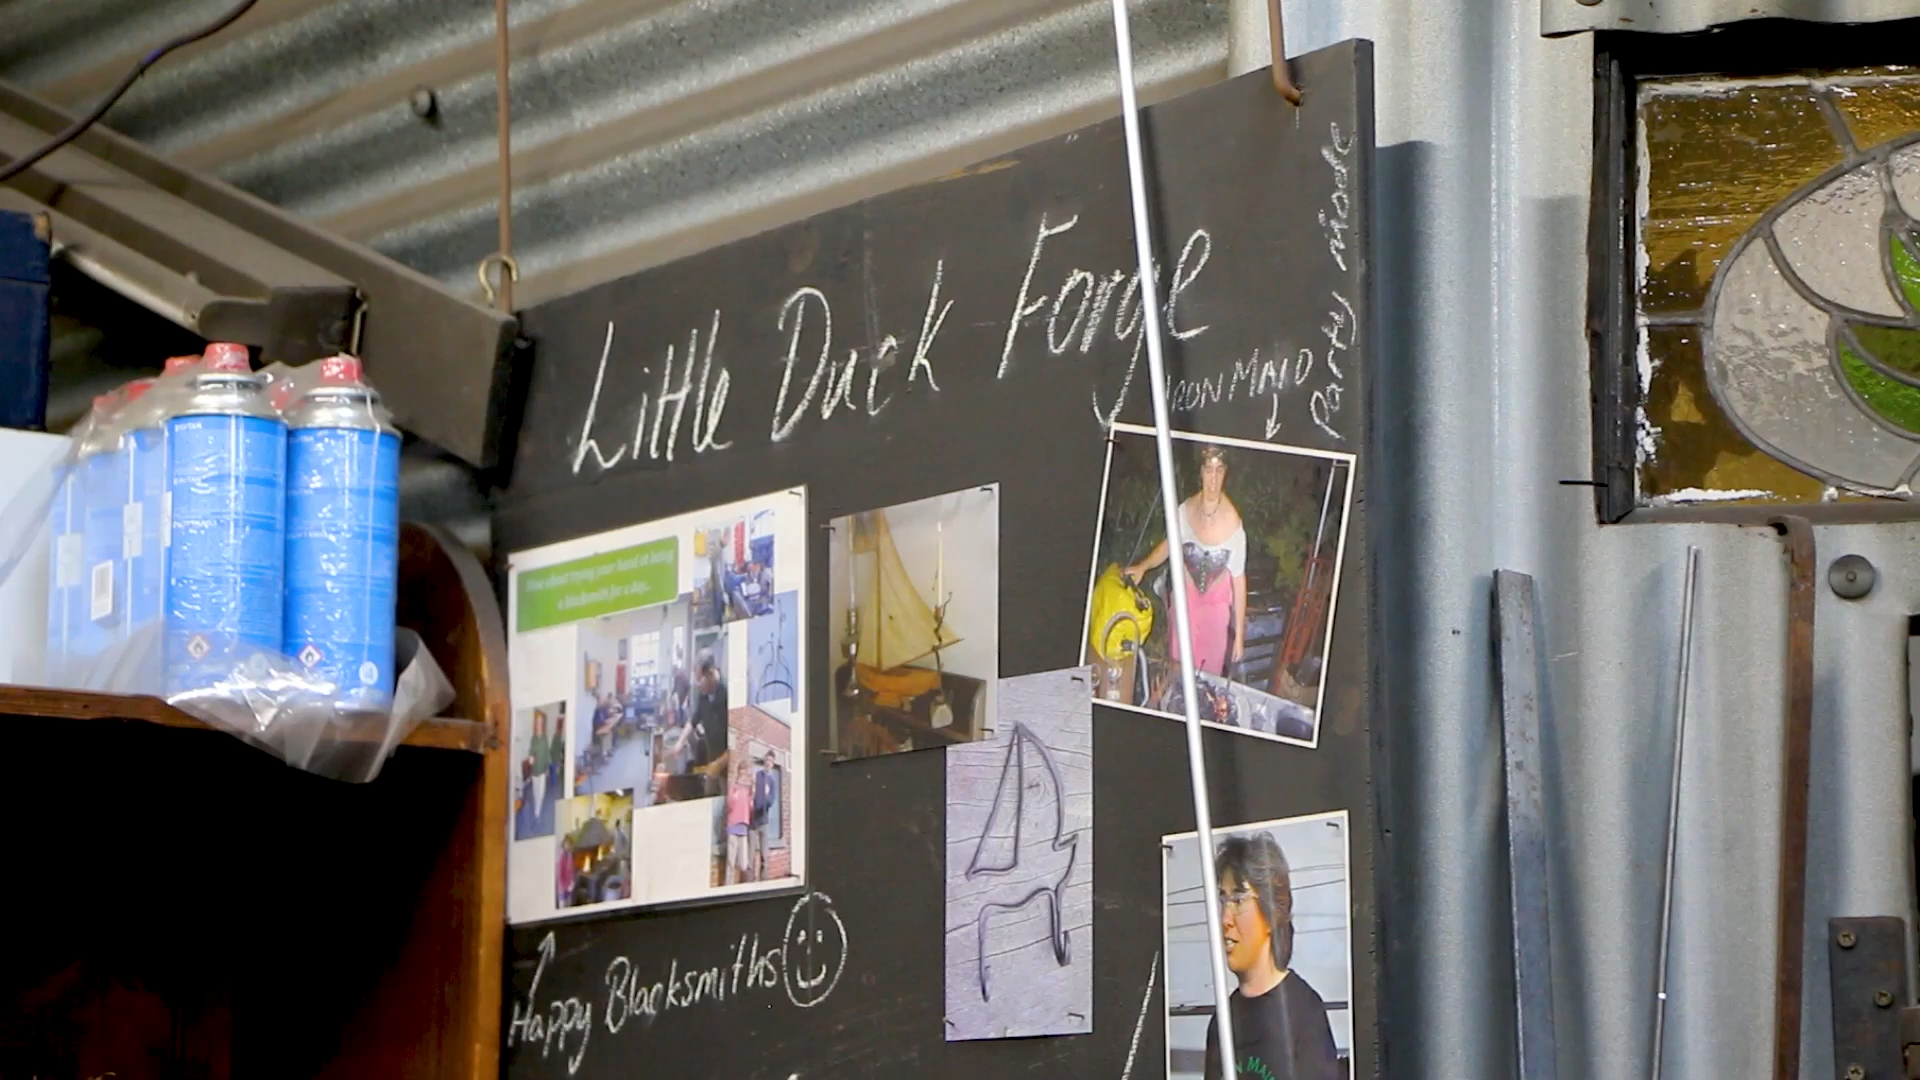 Little Duck Forge
IRON MAID
Party mode
How about trying your hand at being
a blacksmith for a day...
Happy Blacksmiths